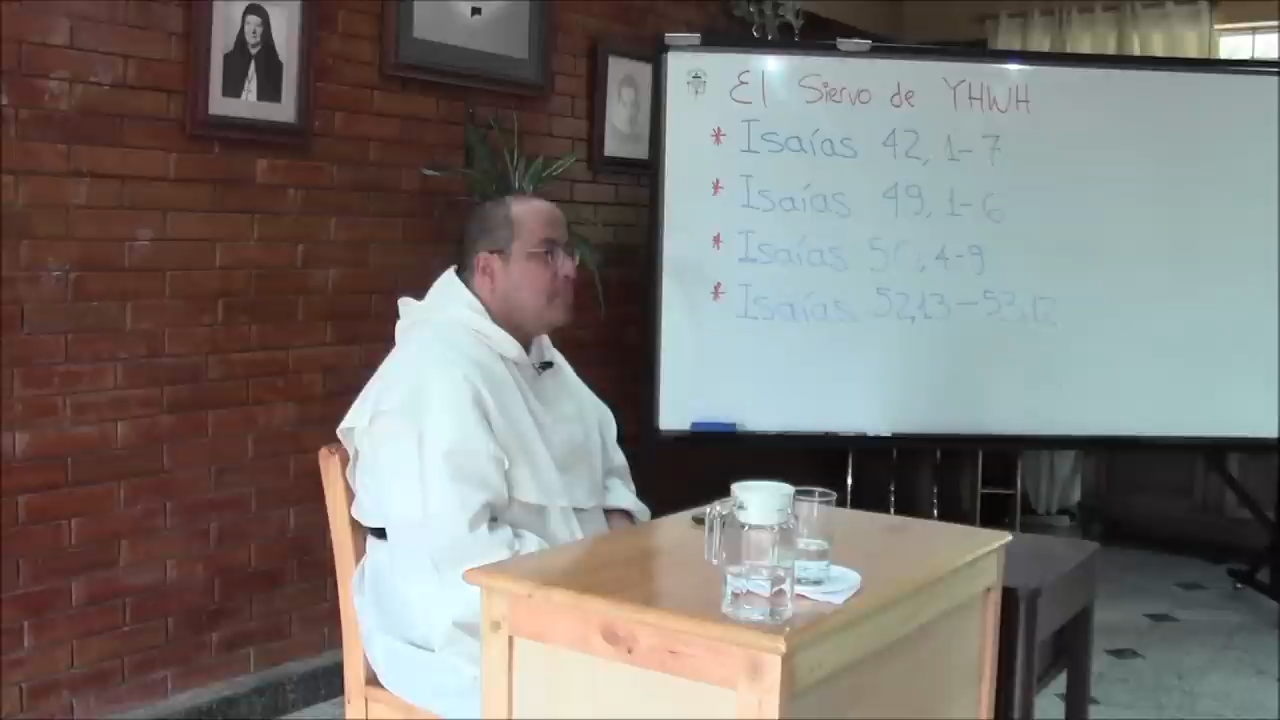 El Siervo de YHWH
* Isaías 42, 1-7
* Isaías 49, 1-6
* Isaías 50, 4-9
* Isaías 52,13-53,12